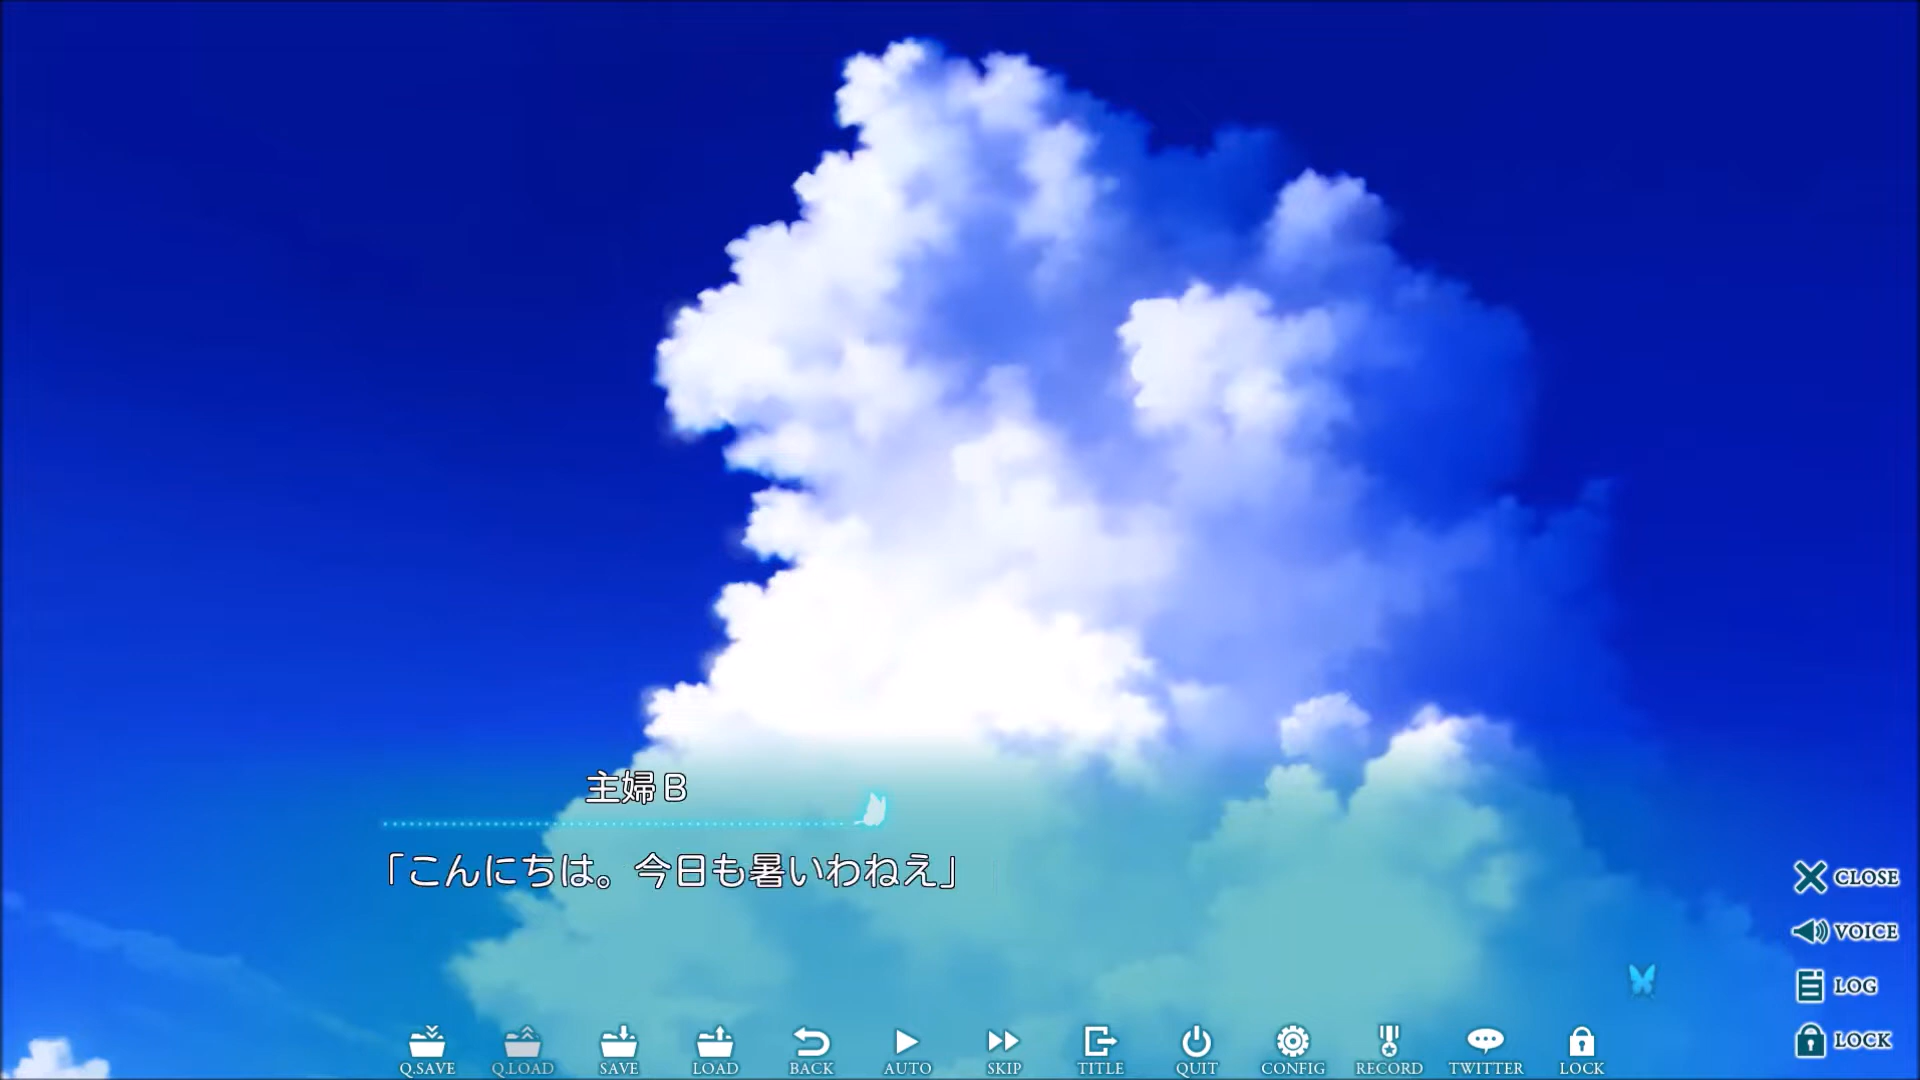 主婦Ｂ
「こんにちは。今日も暑いわねえ」
CLOSE
VOICE
LOG
LOCK
Q.SAVE Q.LOAD SAVE LOAD BACK AUTO SKIP TITLE QUIT CONFIG RECORD TWITTER LOCK